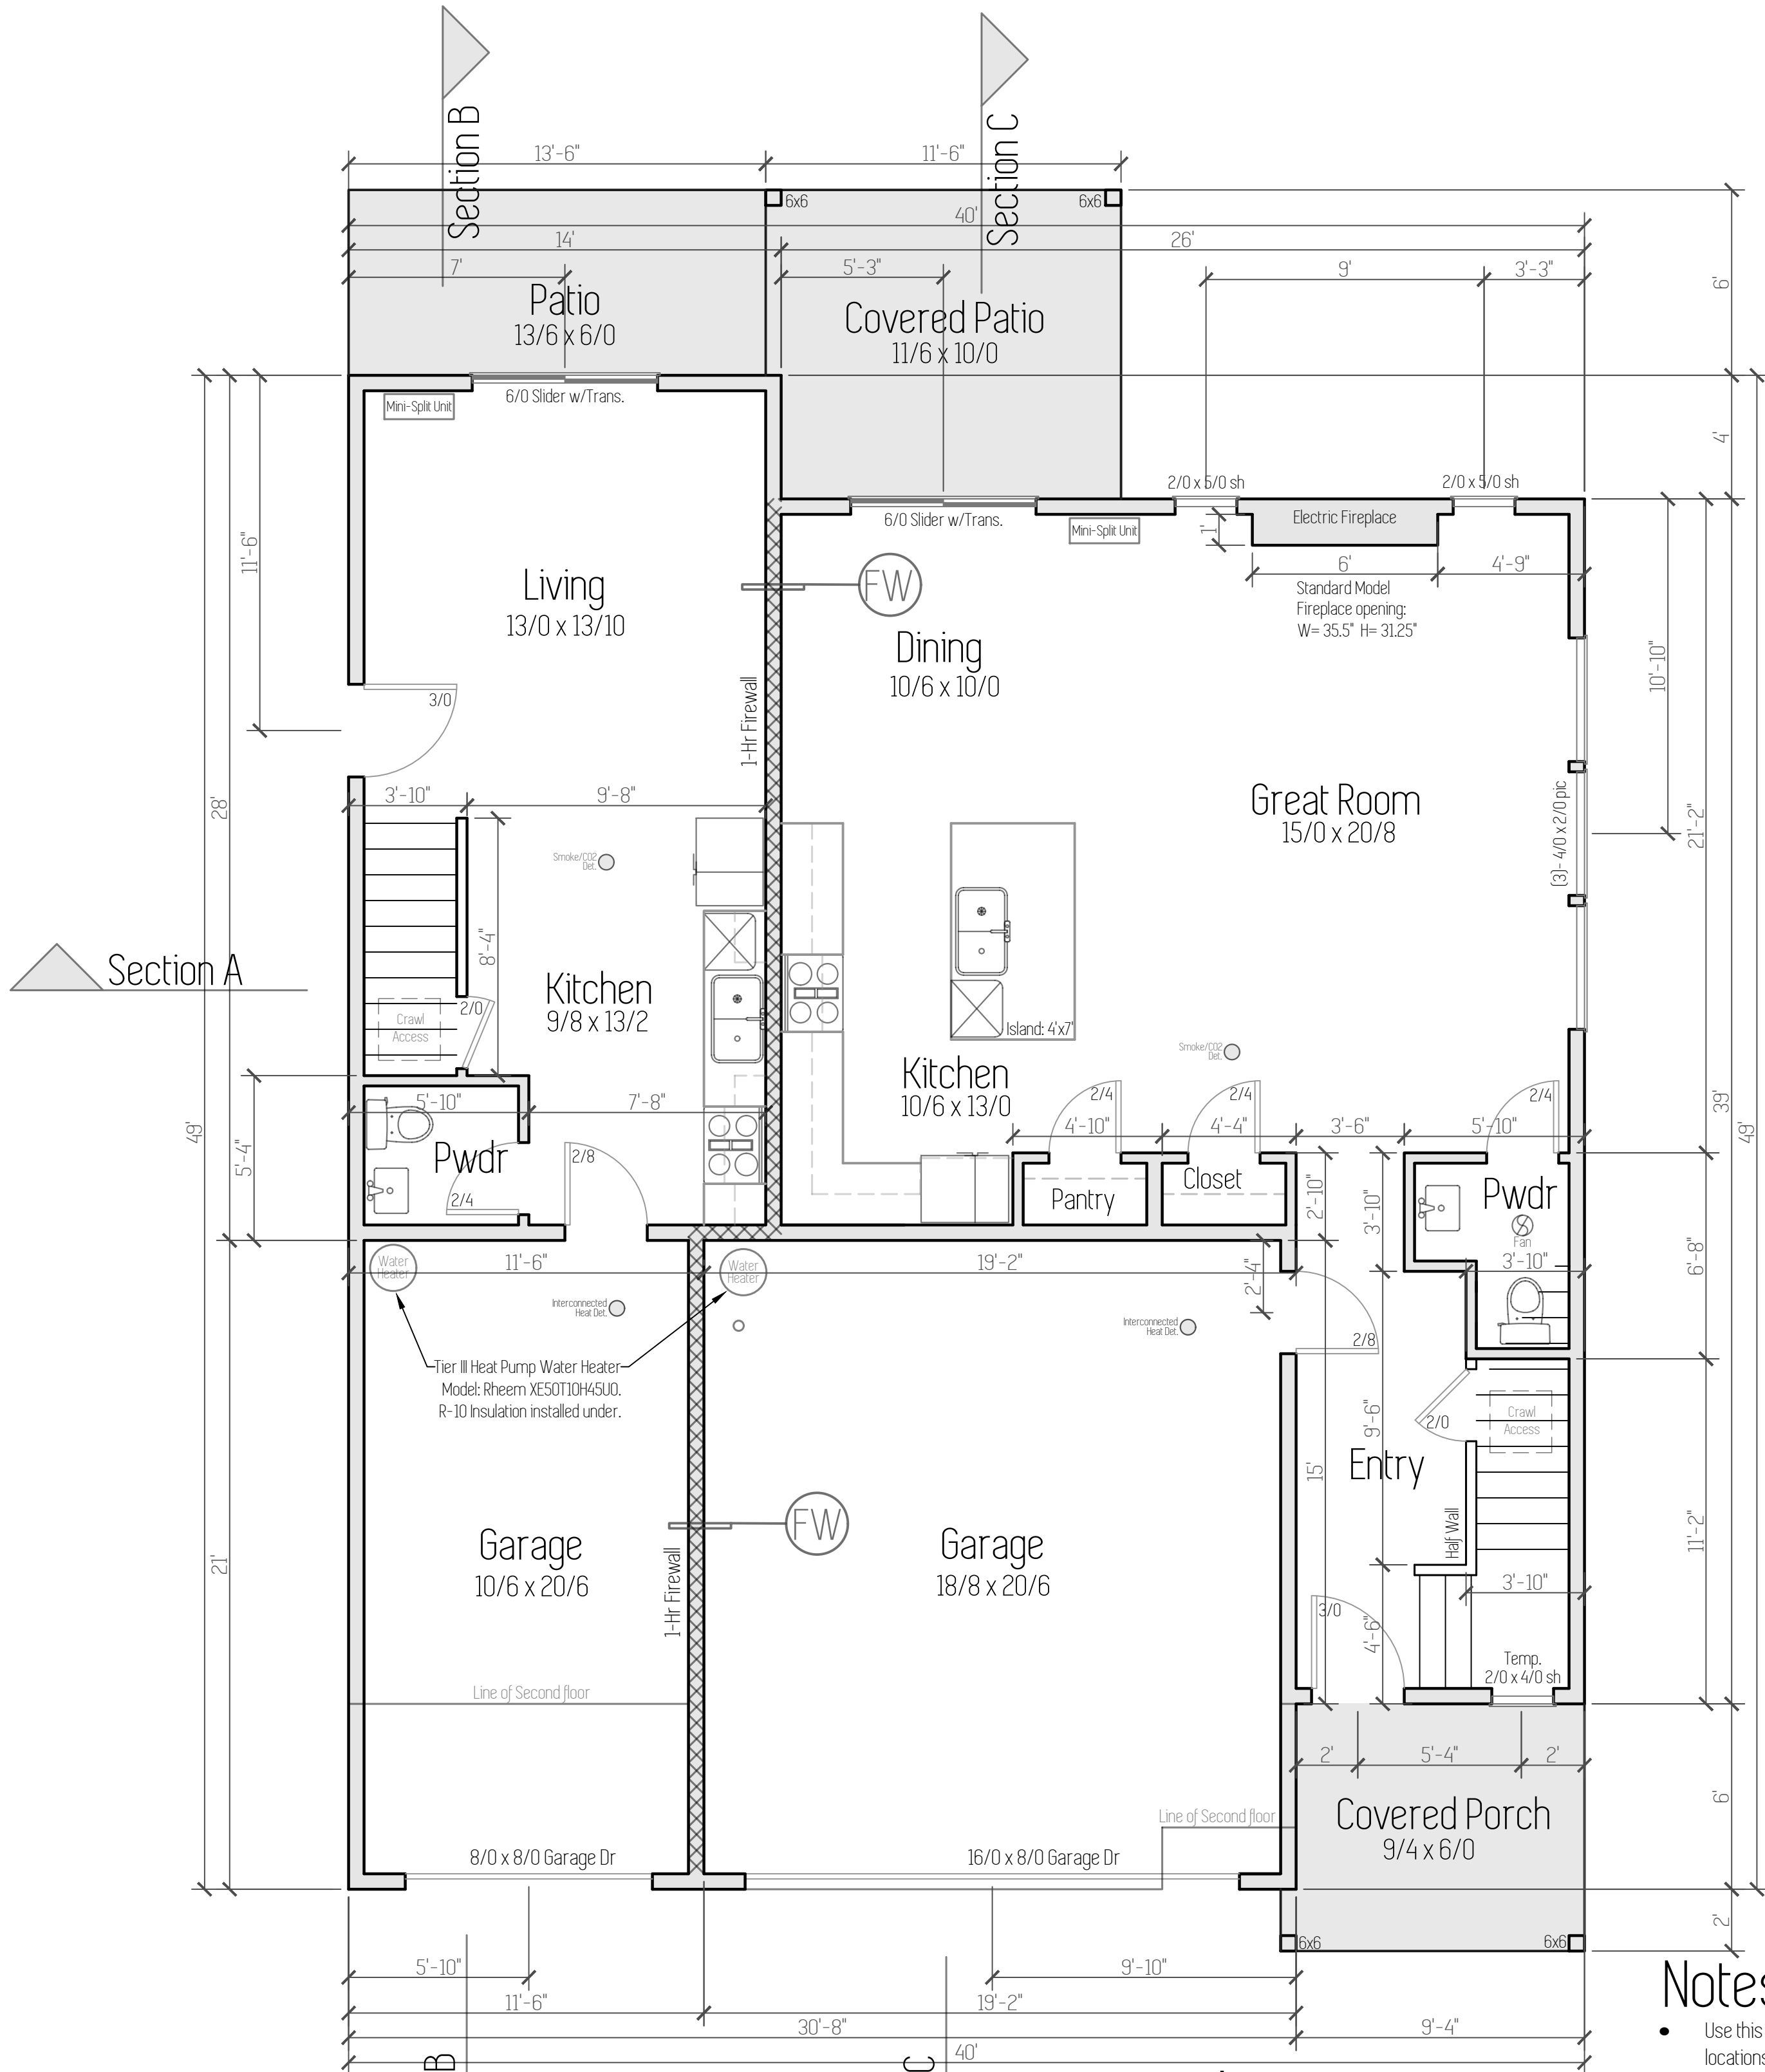 Section B
Section C
13'-6"
11'-6"
6x6
6x6
40'
14'
26'
7'
5'-3"
9'
3'-3"
6'
Patio
13/6 x 6/0
Covered Patio
11/6 x 10/0
6/0 Slider w/Trans.
Mini-Split Unit
4'
2/0 x 5/0 sh
2/0 x 5/0 sh
6/0 Slider w/Trans.
Mini-Split Unit
1'
Electric Fireplace
6'
4'-9"
Standard Model
Fireplace opening:
W= 35.5" H= 31.25"
11'-6"
Living
13/0 x 13/10
FW
Dining
10/6 x 10/0
10'-10"
3/0
1-Hr Firewall
28'
3'-10"
9'-8"
Great Room
15/0 x 20/8
(3)- 4/0 x 2/0 pic
21'-2"
Smoke/CO2
Det.
8'-4"
Section A
Kitchen
9/8 x 13/2
2/0
Crawl
Access
Island: 4'x7'
Smoke/CO2
Det.
Kitchen
10/6 x 13/0
2/4
2/4
2/4
39'
49'
49'
5'-4"
5'-10"
7'-8"
4'-10"
4'-4"
3'-6"
5'-10"
Pwdr
2/4
2/8
Pantry
Closet
2'-10"
3'-10"
Pwdr
Fan
3'-10"
6'-8"
Water
Heater
11'-6"
Water
Heater
19'-2"
2'-4"
Interconnected
Heat Det.
Interconnected
Heat Det.
2/8
Tier III Heat Pump Water Heater
Model: Rheem XE50T10H45U0.
R-10 Insulation installed under.
2/0
Crawl
Access
9'-6"
15'
Entry
Half Wall
11'-2"
21'
Garage
10/6 x 20/6
1-Hr Firewall
FW
Garage
18/8 x 20/6
3'-10"
3/0
4'-6"
Temp.
2/0 x 4/0 sh
Line of Second floor
2'
5'-4"
2'
Covered Porch
9/4 x 6/0
6'
Line of Second floor
8/0 x 8/0 Garage Dr
16/0 x 8/0 Garage Dr
2'
6x6
6x6
5'-10"
9'-10"
11'-6"
19'-2"
30'-8"
9'-4"
40'
B
C
Notes
Use this
locations